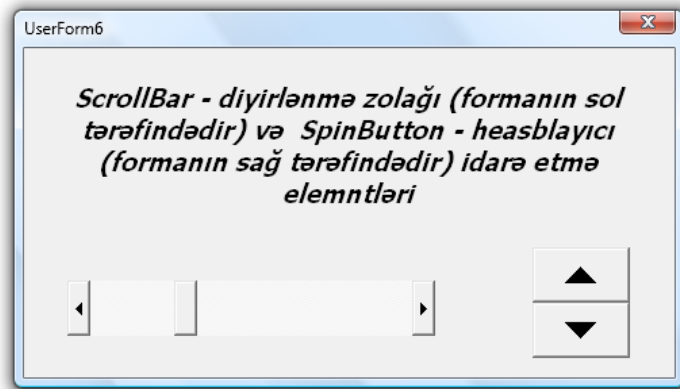 UserForm6
ScrollBar - diyirlənmə zolağı (formanın sol
tərəfindədir) və SpinButton - heasblayıcı
(formanın sağ tərəfindədir) idarə etmə
elemntləri